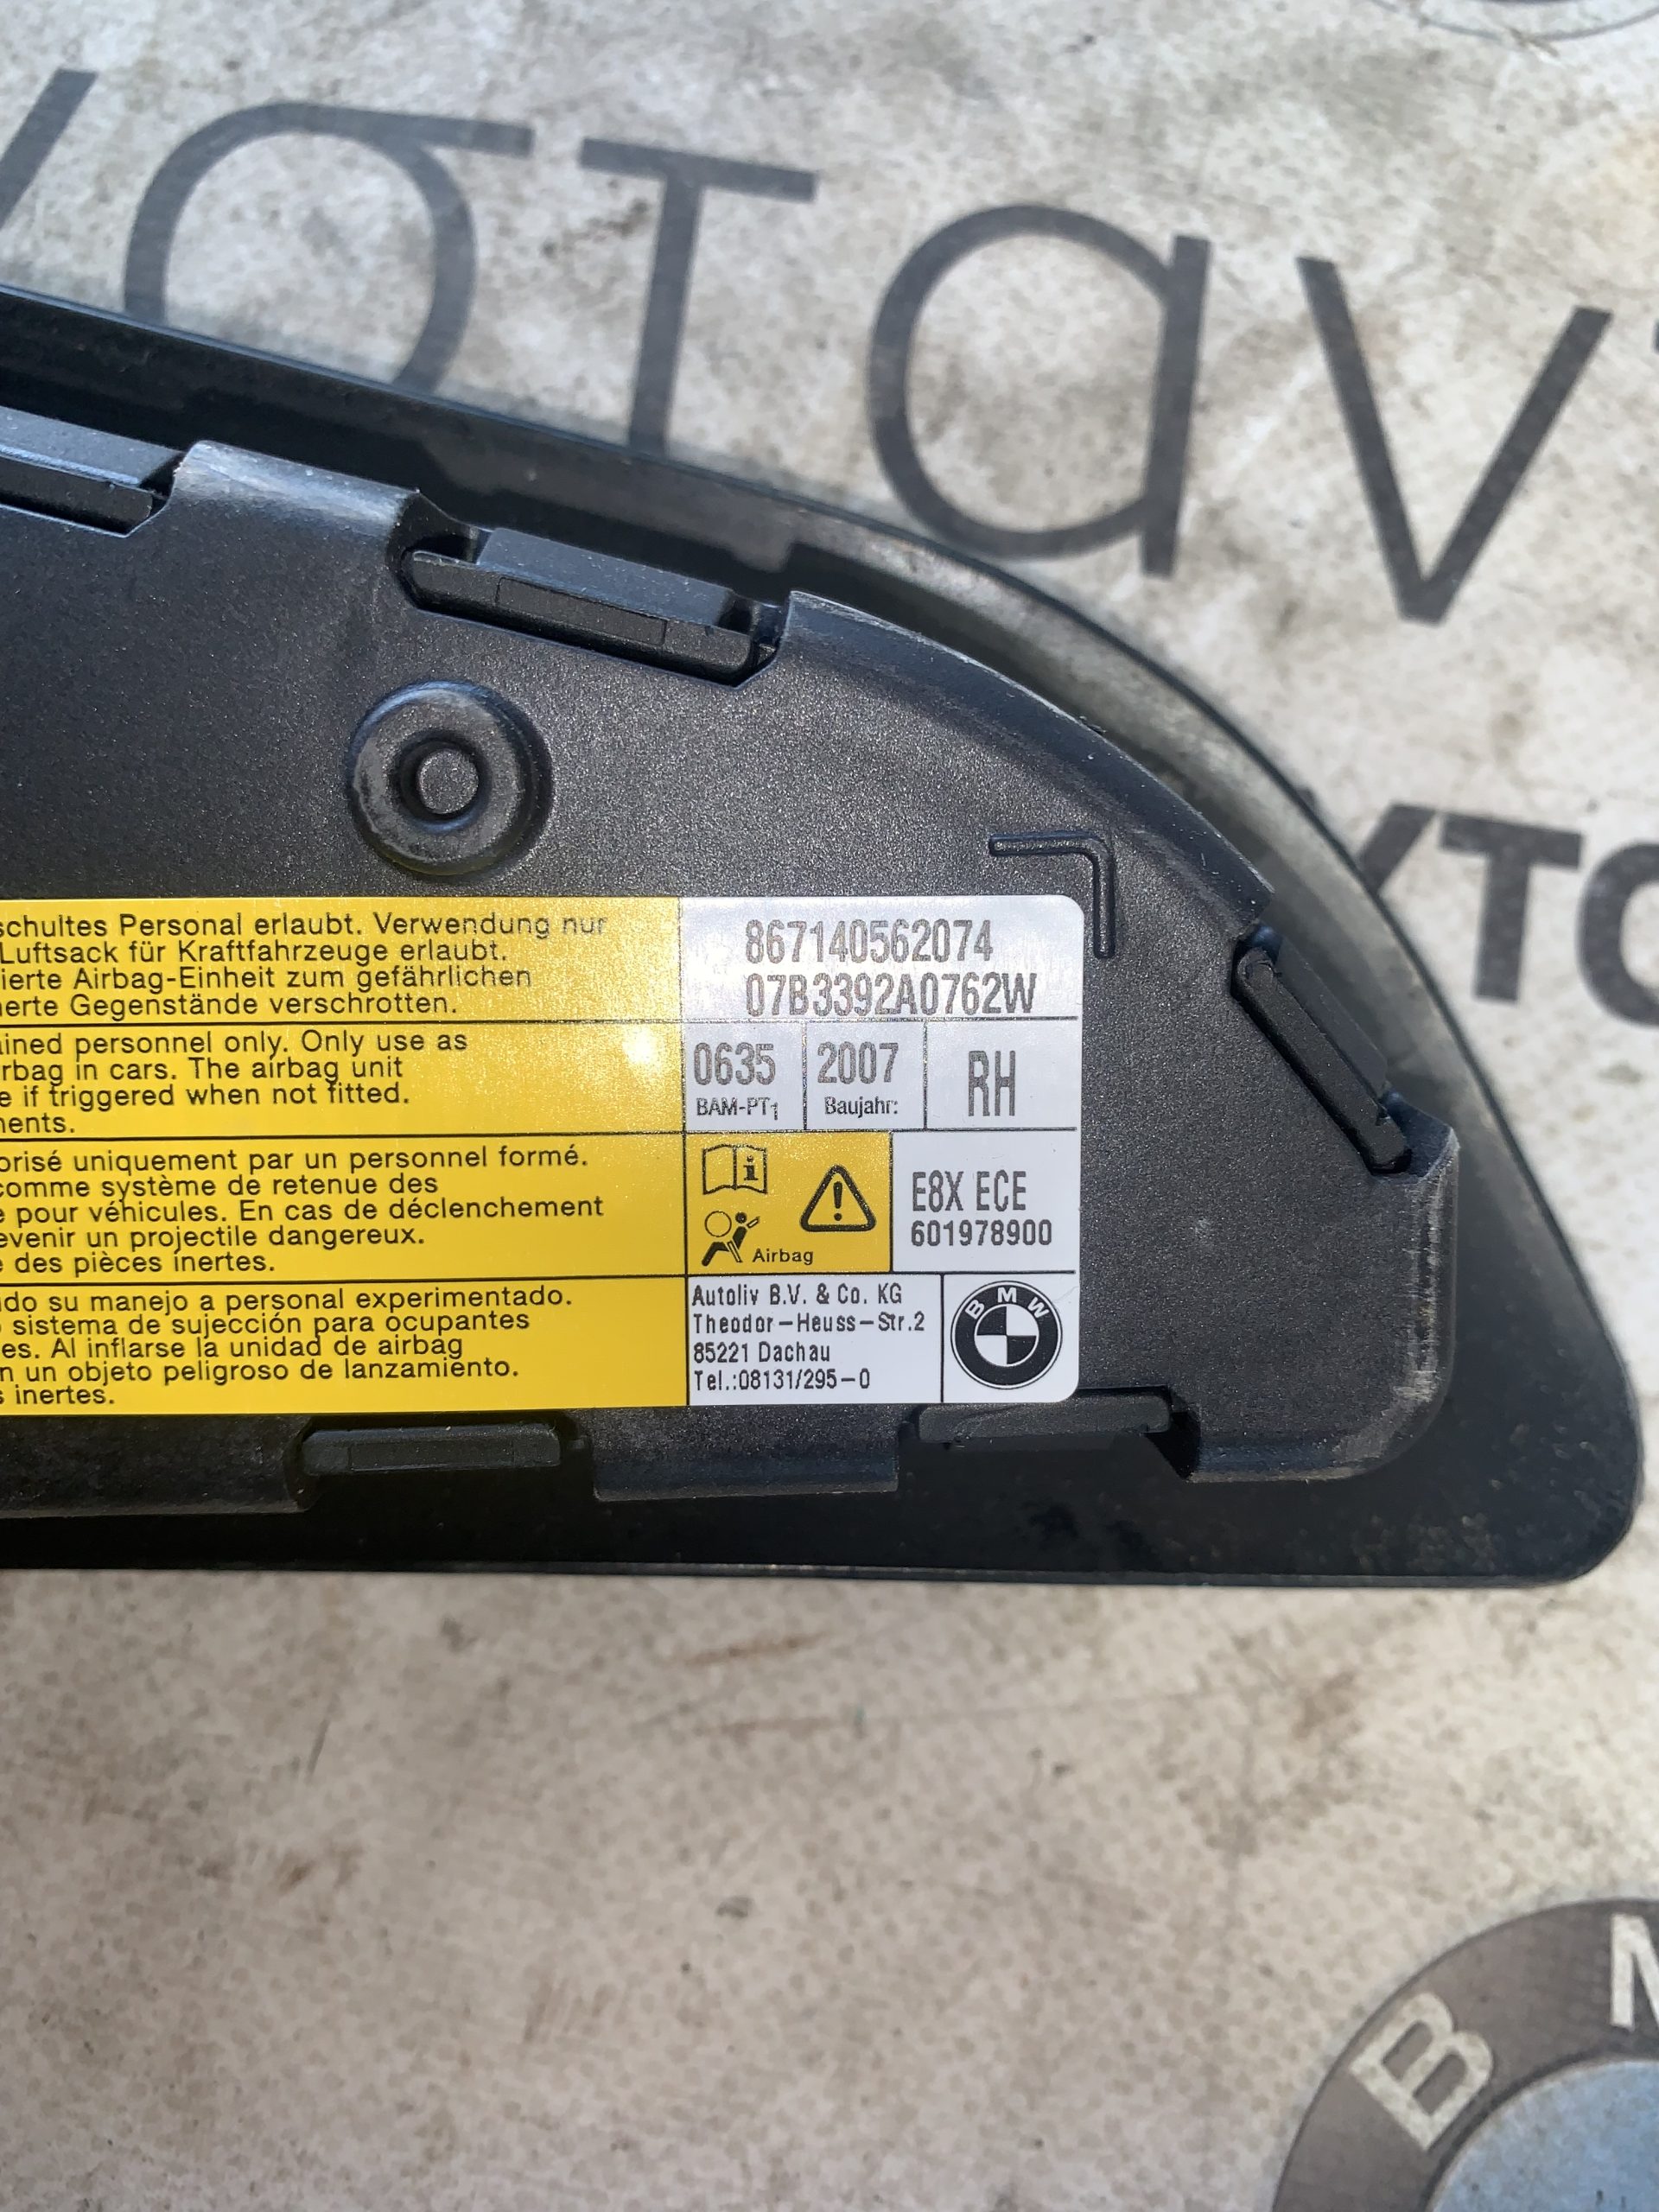 schultes Personal erlaubt. Verwendung nur
Luftsack für Kraftfahrzeuge erlaubt.
ierte Airbag-Einheit zum gefährlichen
nerte Gegenstände verschrotten.
ined personnel only. Only use as
rbag in cars. The airbag unit
e if triggered when not fitted.
nents.
orisé uniquement par un personnel formé.
comme système de retenue des
e pour véhicules. En cas de déclenchement
evenir un projectile dangereux.
e des pièces inertes.
ndo su manejo a personal experimentado.
o sistema de sujección para ocupantes
es. Al inflarse la unidad de airbag
n un objeto peligroso de lanzamiento.
s inertes.
867140562074
07B3392A0762W
0635
BAM-PT1
2007
Baujahr:
RH
Airbag
E8X ECE
601978900
Autoliv B.V. & Co. KG
Theodor-Heuss-Str.2
85221 Dachau
Tel.:08131/295-0
BMW
B M